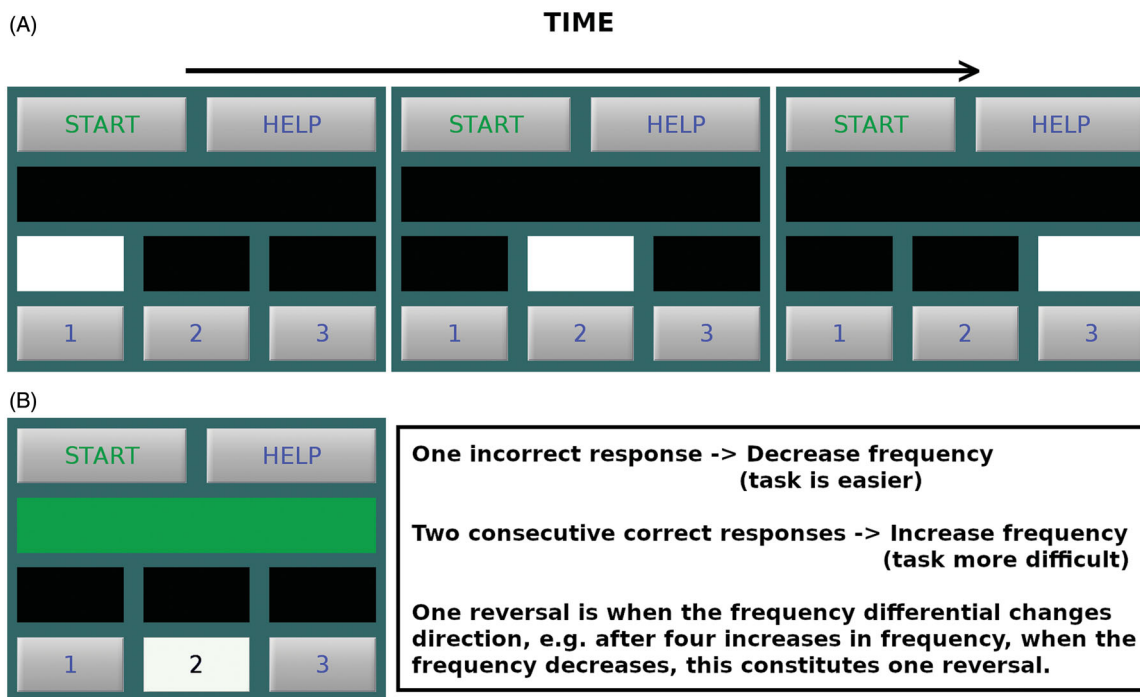 (A)
TIME
START HELP START HELP START HELP
1 2 3 1 2 3 1 2 3
(B)
START HELP
1 2 3
One incorrect response -> Decrease frequency
(task is easier)
Two consecutive correct responses -> Increase frequency
(task more difficult)
One reversal is when the frequency differential changes
direction, e.g. after four increases in frequency, when the
frequency decreases, this constitutes one reversal.